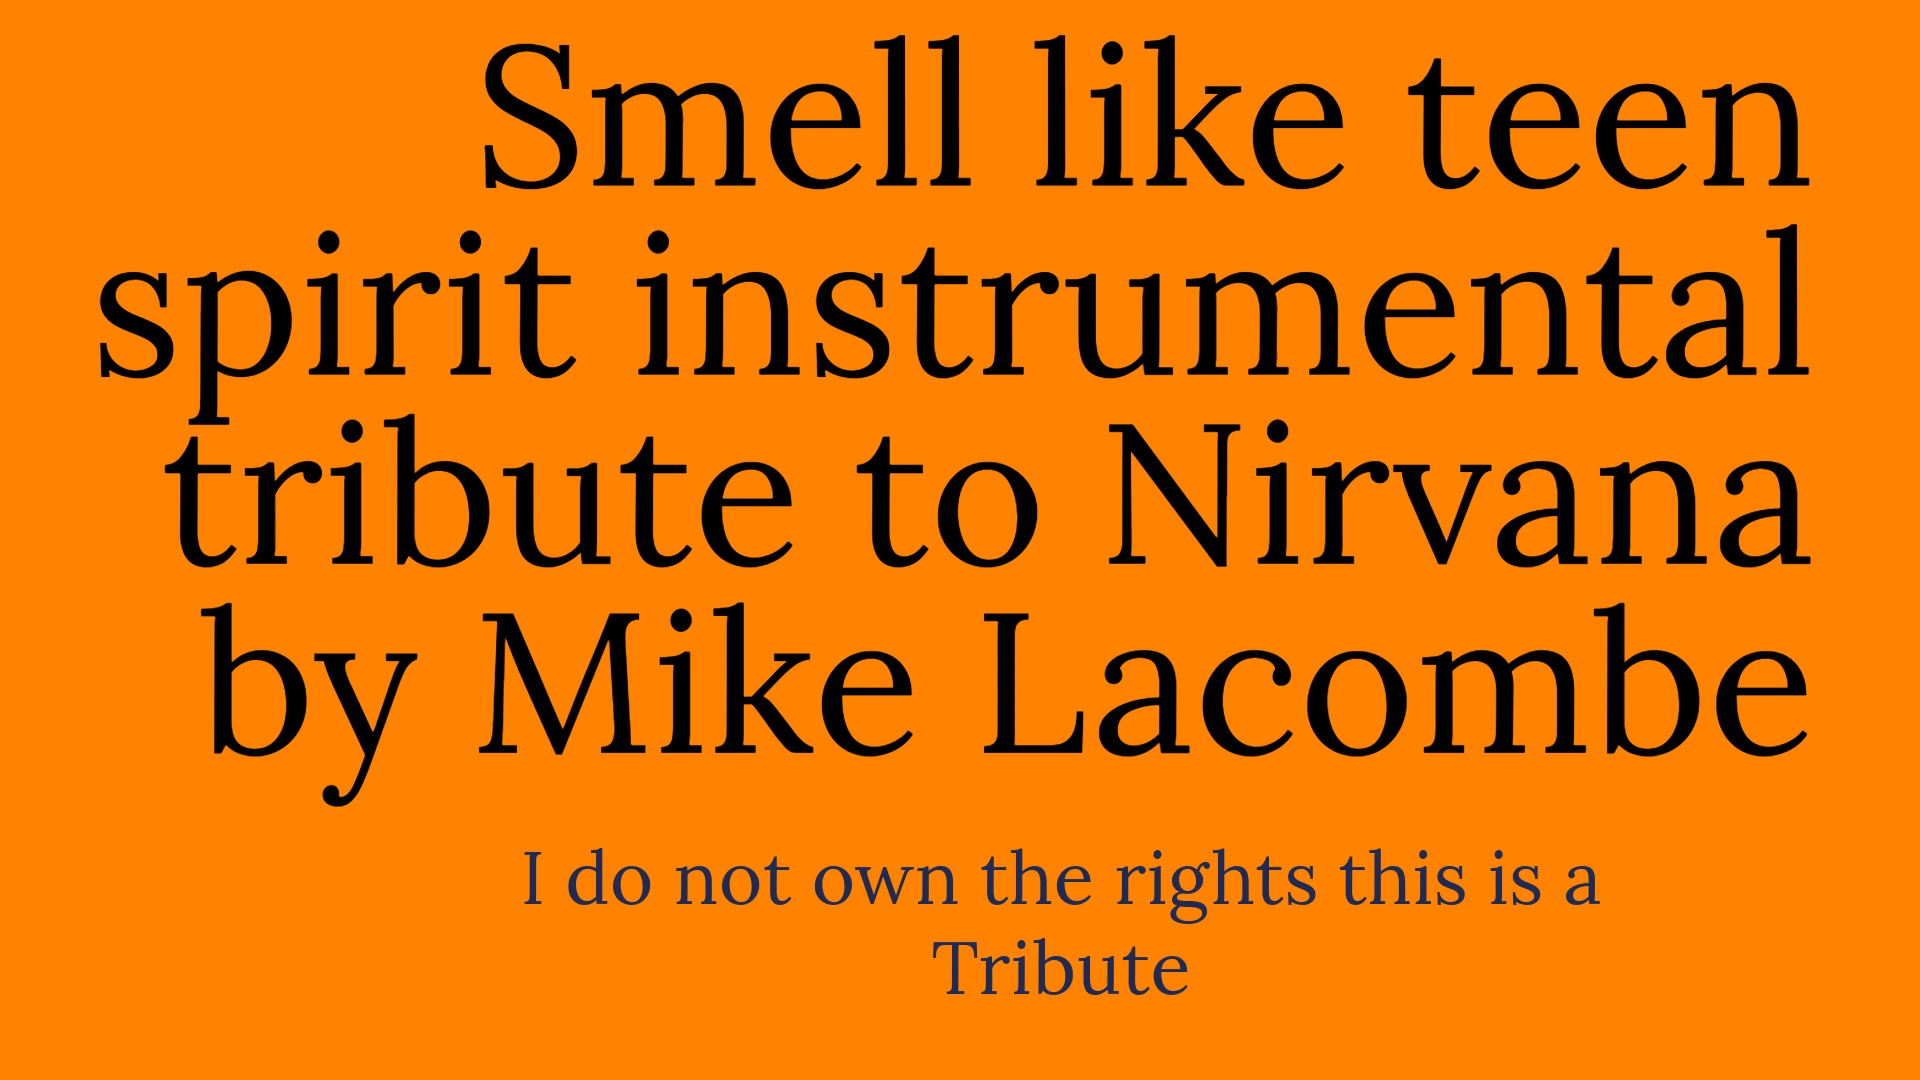 Smell like teen
spirit instrumental
tribute to Nirvana
by Mike Lacombe
I do not own the rights this is a
Tribute